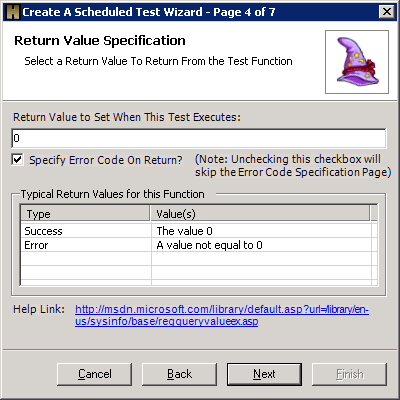 Create A Scheduled Test Wizard - Page 4 of 7
Return Value Specification
Select a Return Value To Return From the Test Function
Return Value to Set When This Test Executes:
0
Specify Error Code On Return? (Note: Unchecking this checkbox will
skip the Error Code Specification Page)
Typical Return Values for this Function
Type Value(s)
Success The value 0
Error A value not equal to 0
Help Link: http://msdn.microsoft.com/library/default.asp?url=/library/en-
us/sysinfo/base/regqueryvalueex.asp
Cancel Back Next Finish